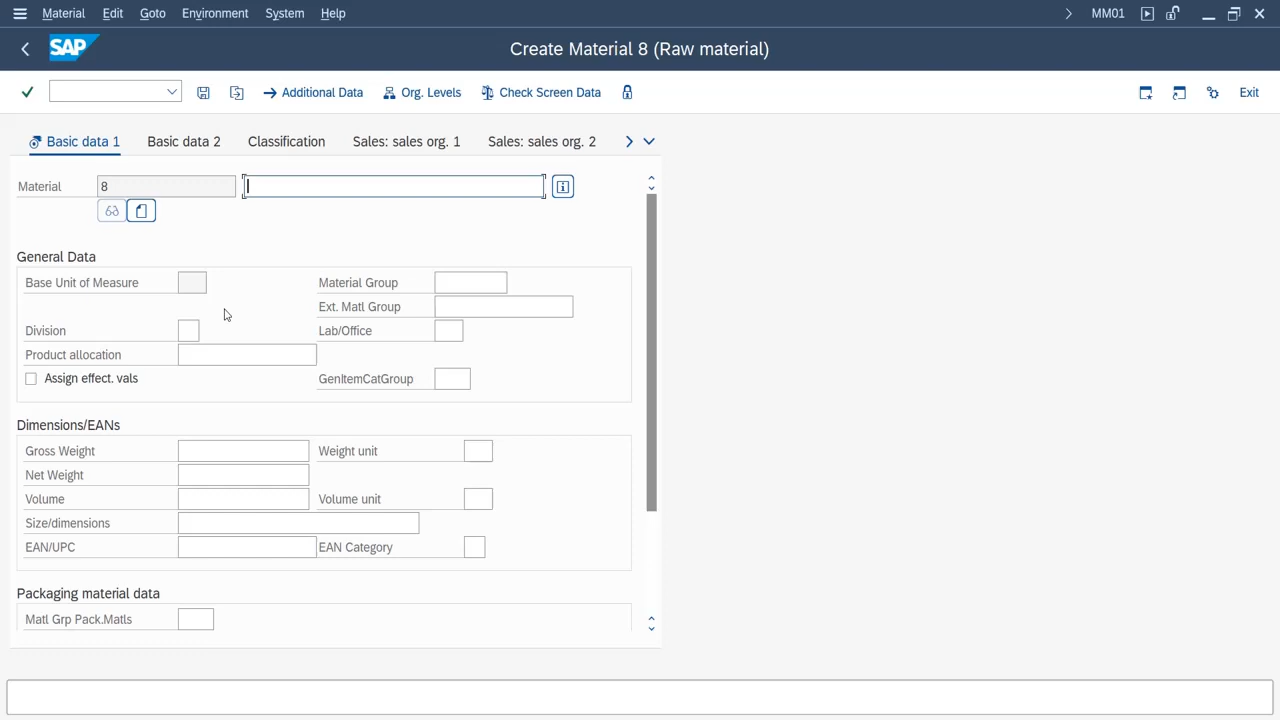 Material Edit Goto Environment System Help MM01
SAP Create Material 8 (Raw material)
Additional Data Org. Levels Check Screen Data Exit
Basic data 1 Basic data 2 Classification Sales: sales org. 1 Sales: sales org. 2
Material 8
General Data
Base Unit of Measure Material Group
Ext. Matl Group
Division Lab/Office
Product allocation
Assign effect. vals GenItemCatGroup
Dimensions/EANs
Gross Weight Weight unit
Net Weight
Volume Volume unit
Size/dimensions
EAN/UPC EAN Category
Packaging material data
Matl Grp Pack.Matls